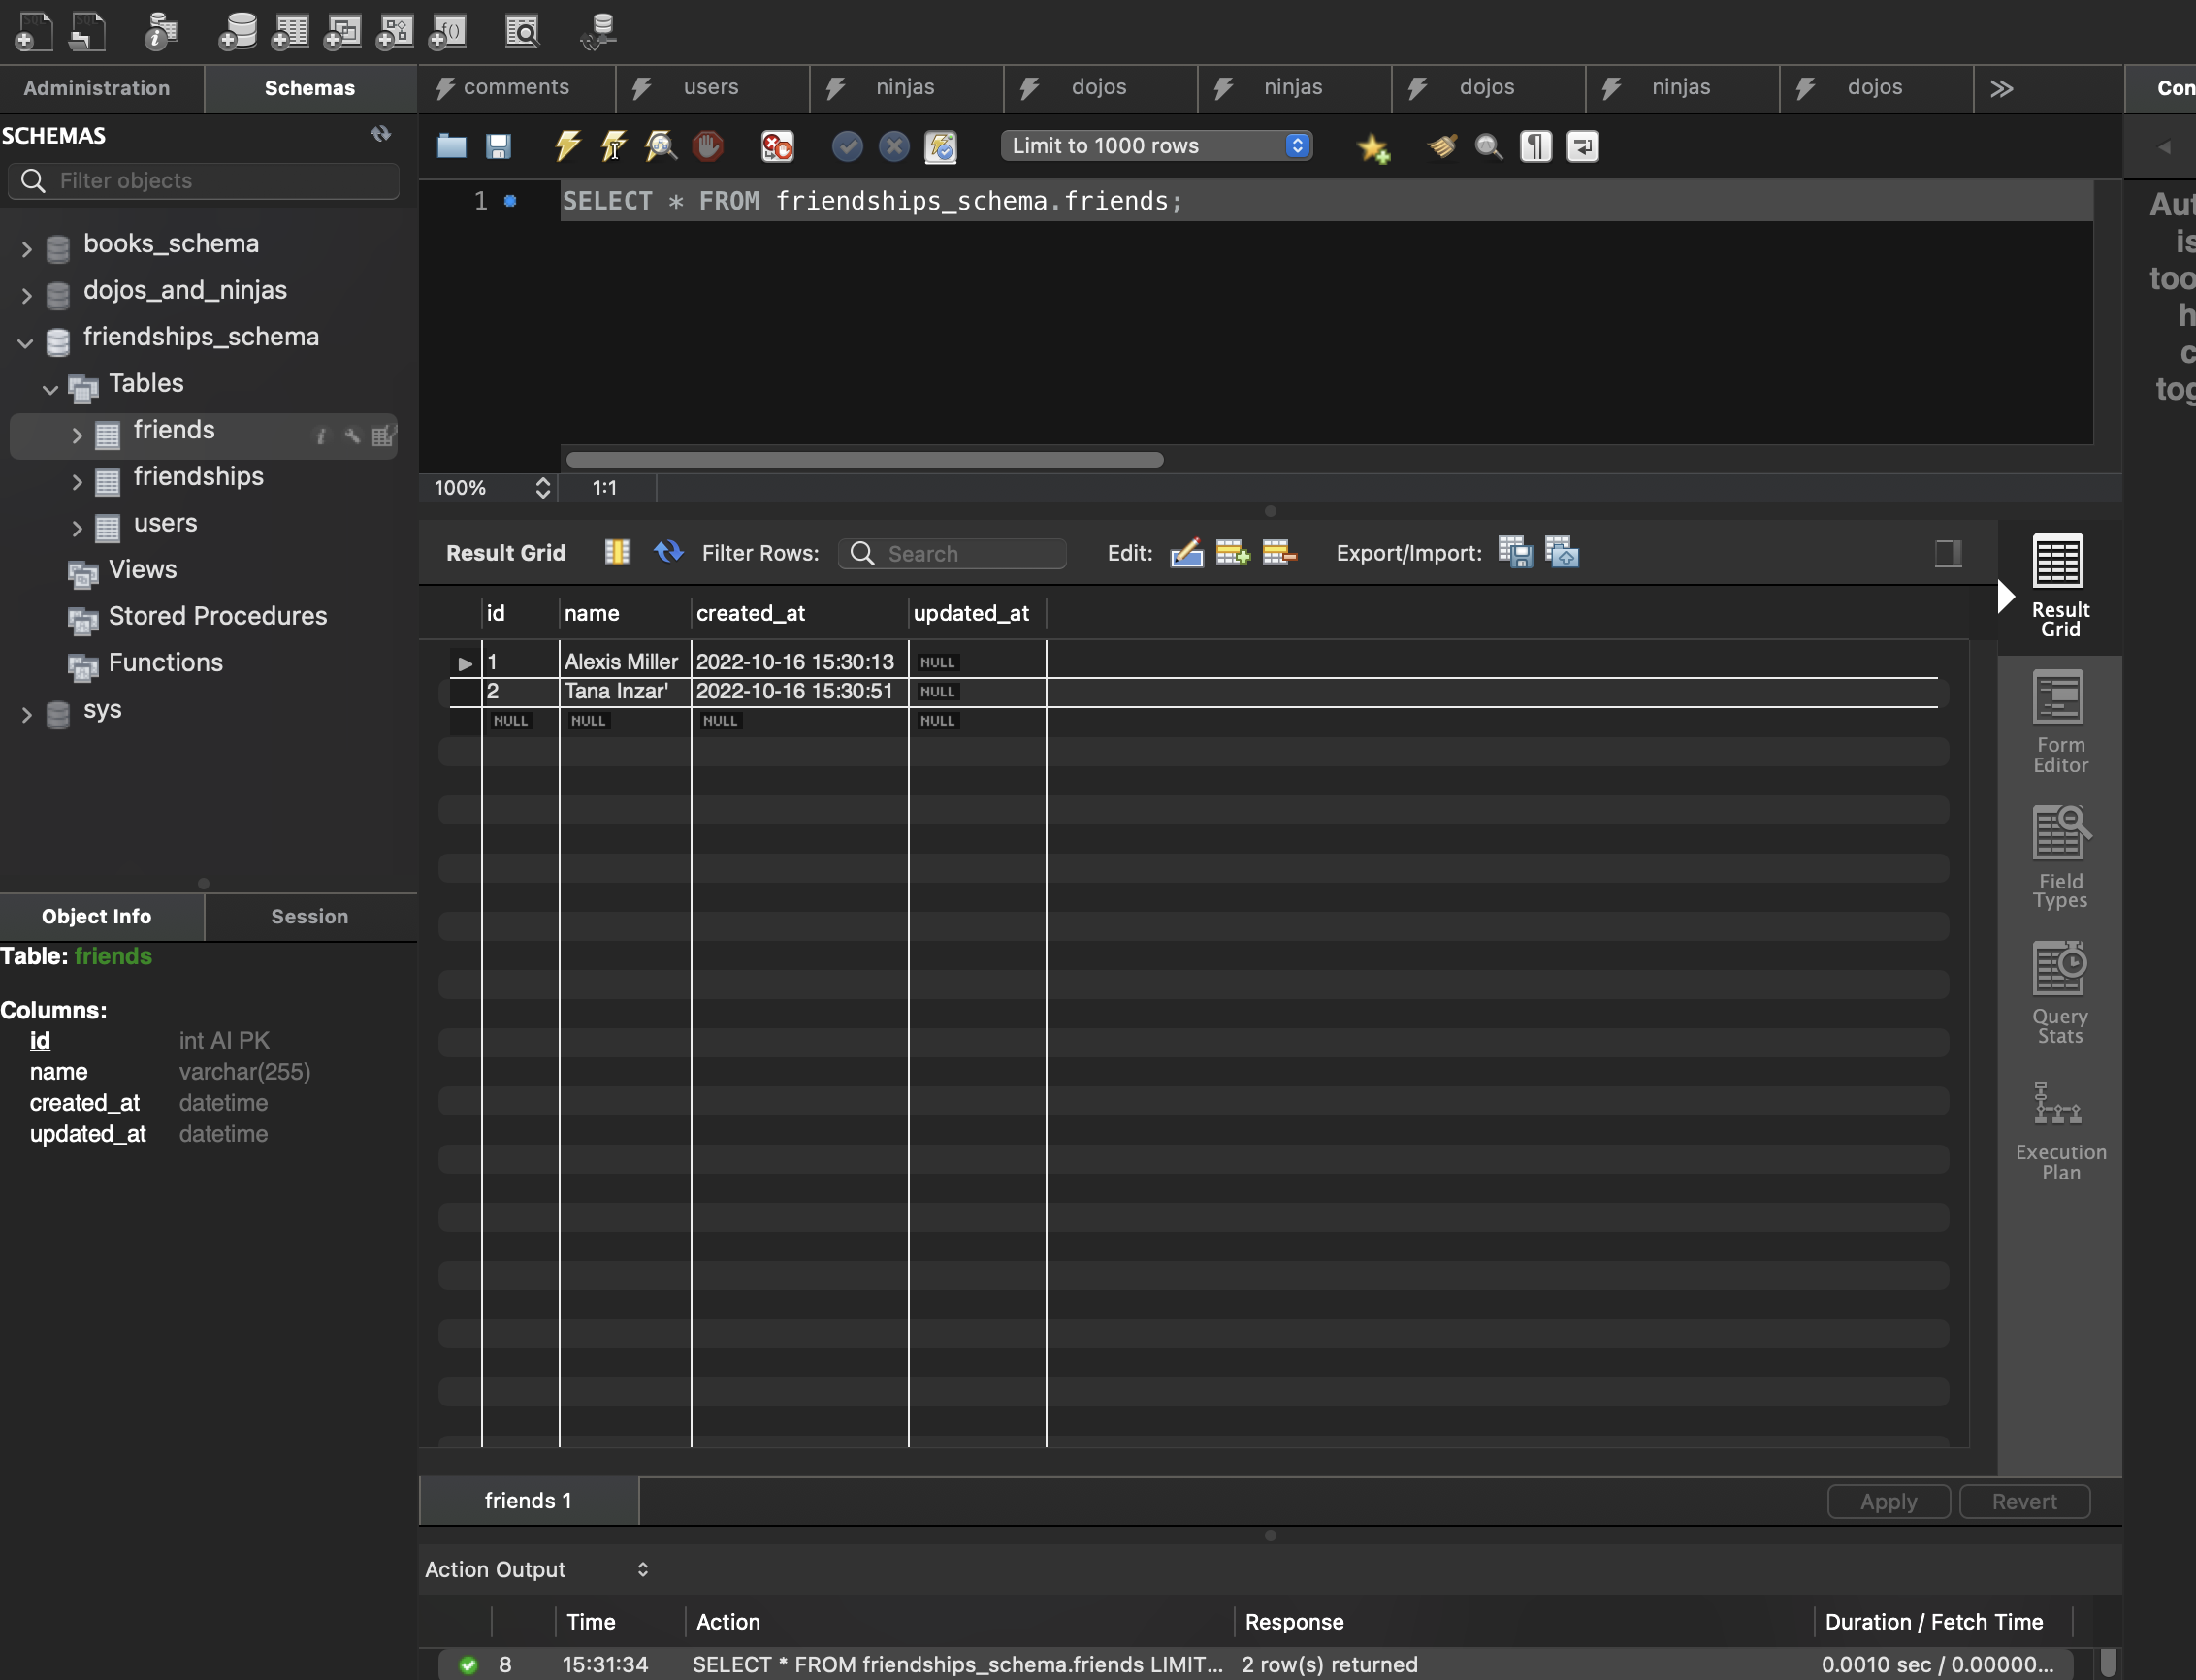 Administration
Schemas
comments
users
ninjas
dojos
ninjas
dojos
ninjas
dojos
SCHEMAS
Filter objects
books_schema
dojos_and_ninjas
friendships_schema
Tables
friends
friendships
users
Views
Stored Procedures
Functions
sys
Limit to 1000 rows
1 SELECT * FROM friendships_schema.friends;
100% 1:1
Result Grid Filter Rows: Search Edit: Export/Import:
id name created_at updated_at
1 Alexis Miller 2022-10-16 15:30:13 NULL
2 Tana Inzar' 2022-10-16 15:30:51 NULL
NULL NULL NULL NULL
Result
Grid
Form
Editor
Field
Types
Query
Stats
Execution
Plan
is
Object Info
Session
Table: friends
Columns:
id int AI PK
name varchar(255)
created_at datetime
updated_at datetime
friends 1
Apply
Revert
Action Output
Time Action Response Duration / Fetch Time
8 15:31:34 SELECT * FROM friendships_schema.friends LIMIT... 2 row(s) returned 0.0010 sec / 0.00000...